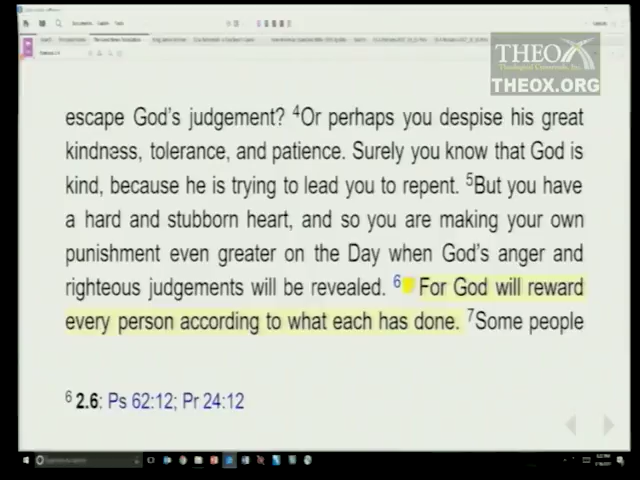 THEOX
THEOX.ORG
escape God's judgement? 4Or perhaps you despise his great
kindness, tolerance, and patience. Surely you know that God is
kind, because he is trying to lead you to repent. 5But you have
a hard and stubborn heart, and so you are making your own
punishment even greater on the Day when God's anger and
righteous judgements will be revealed. 6 For God will reward
every person according to what each has done. 7Some people
6 2.6: Ps 62:12; Pr 24:12